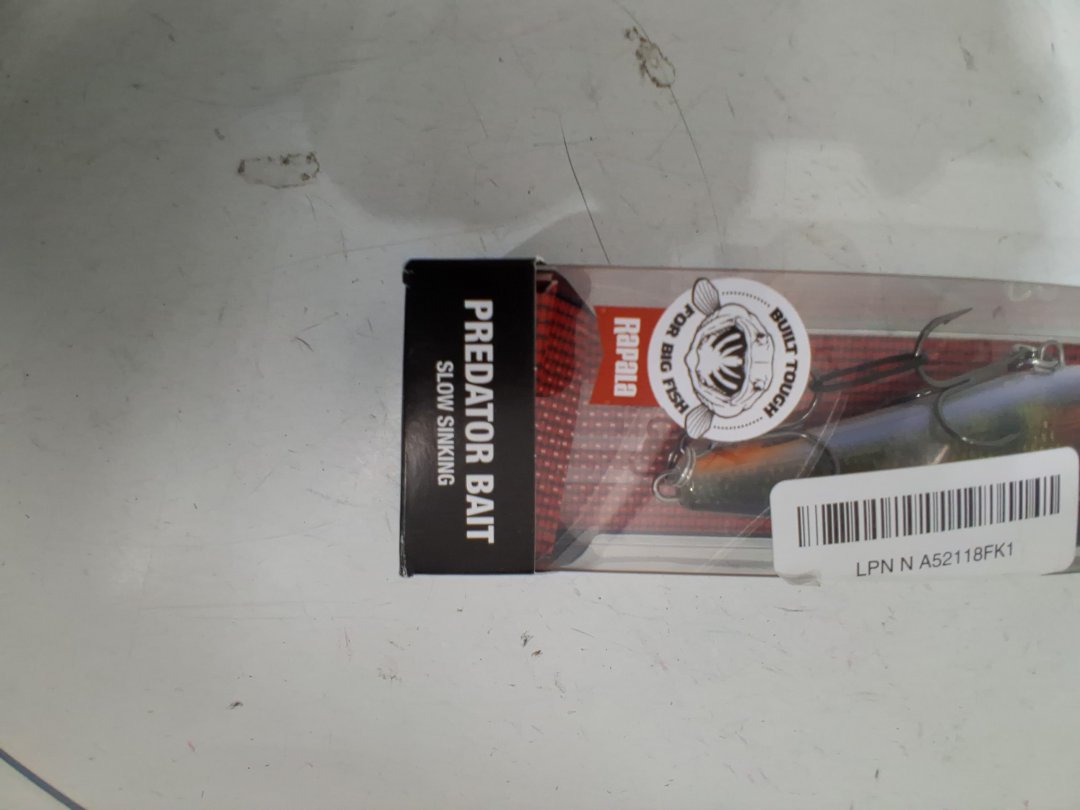 PREDATOR BAIT
SLOW SINKING
Rapala
BUILT TOUGH
FOR BIG FISH
LPN N A52118FK1